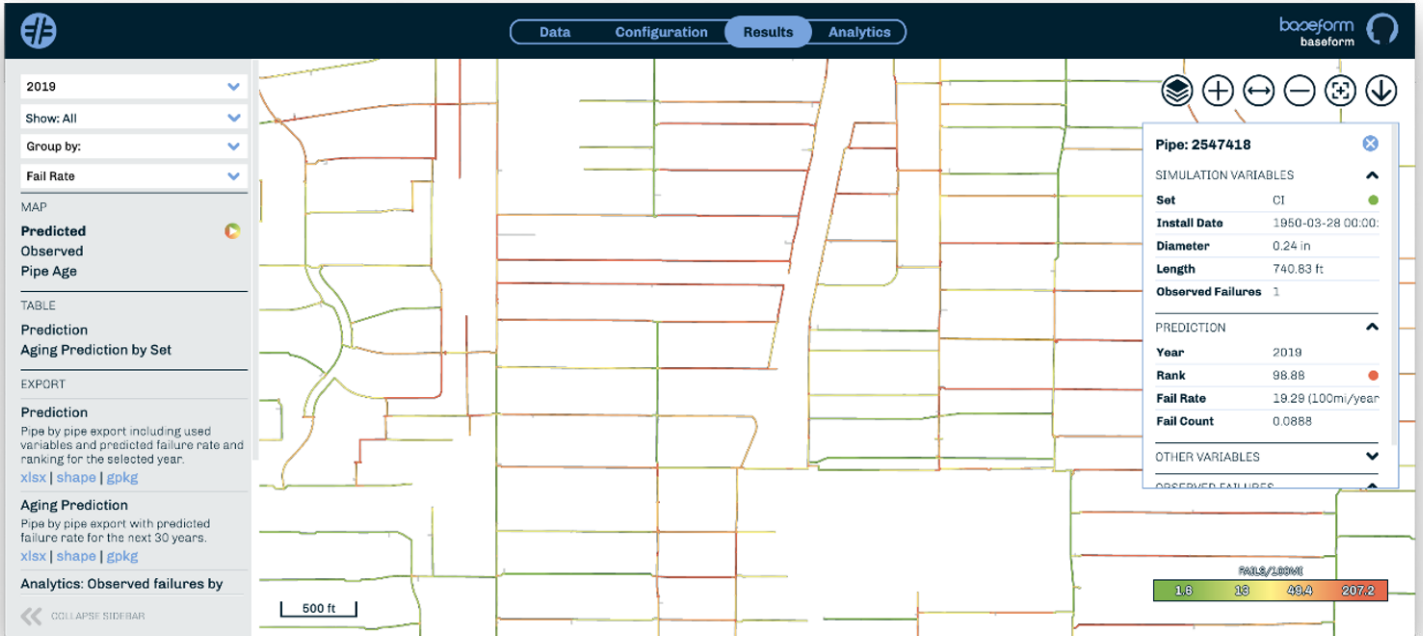 Data Configuration Results Analytics
baseform
baseform
2019
Show: All
Group by:
Fail Rate
MAP
Predicted
Observed
Pipe Age
TABLE
Prediction
Aging Prediction by Set
EXPORT
Prediction
Pipe by pipe export including used
variables and predicted failure rate and
ranking for the selected year.
xlsx | shape | gpkg
Aging Prediction
Pipe by pipe export with predicted
failure rate for the next 30 years.
xlsx | shape | gpkg
Analytics: Observed failures by
COLLAPSE SIDEBAR
500 ft
Pipe: 2547418
SIMULATION VARIABLES
Set CI
Install Date 1950-03-28 00:00:
Diameter 0.24 in
Length 740.83 ft
Observed Failures 1
PREDICTION
Year 2019
Rank 98.88
Fail Rate 19.29 (100mi/year
Fail Count 0.0888
OTHER VARIABLES
OBSERVED FAILURES
FAILS/100MI
1.8 13 49.4 207.2